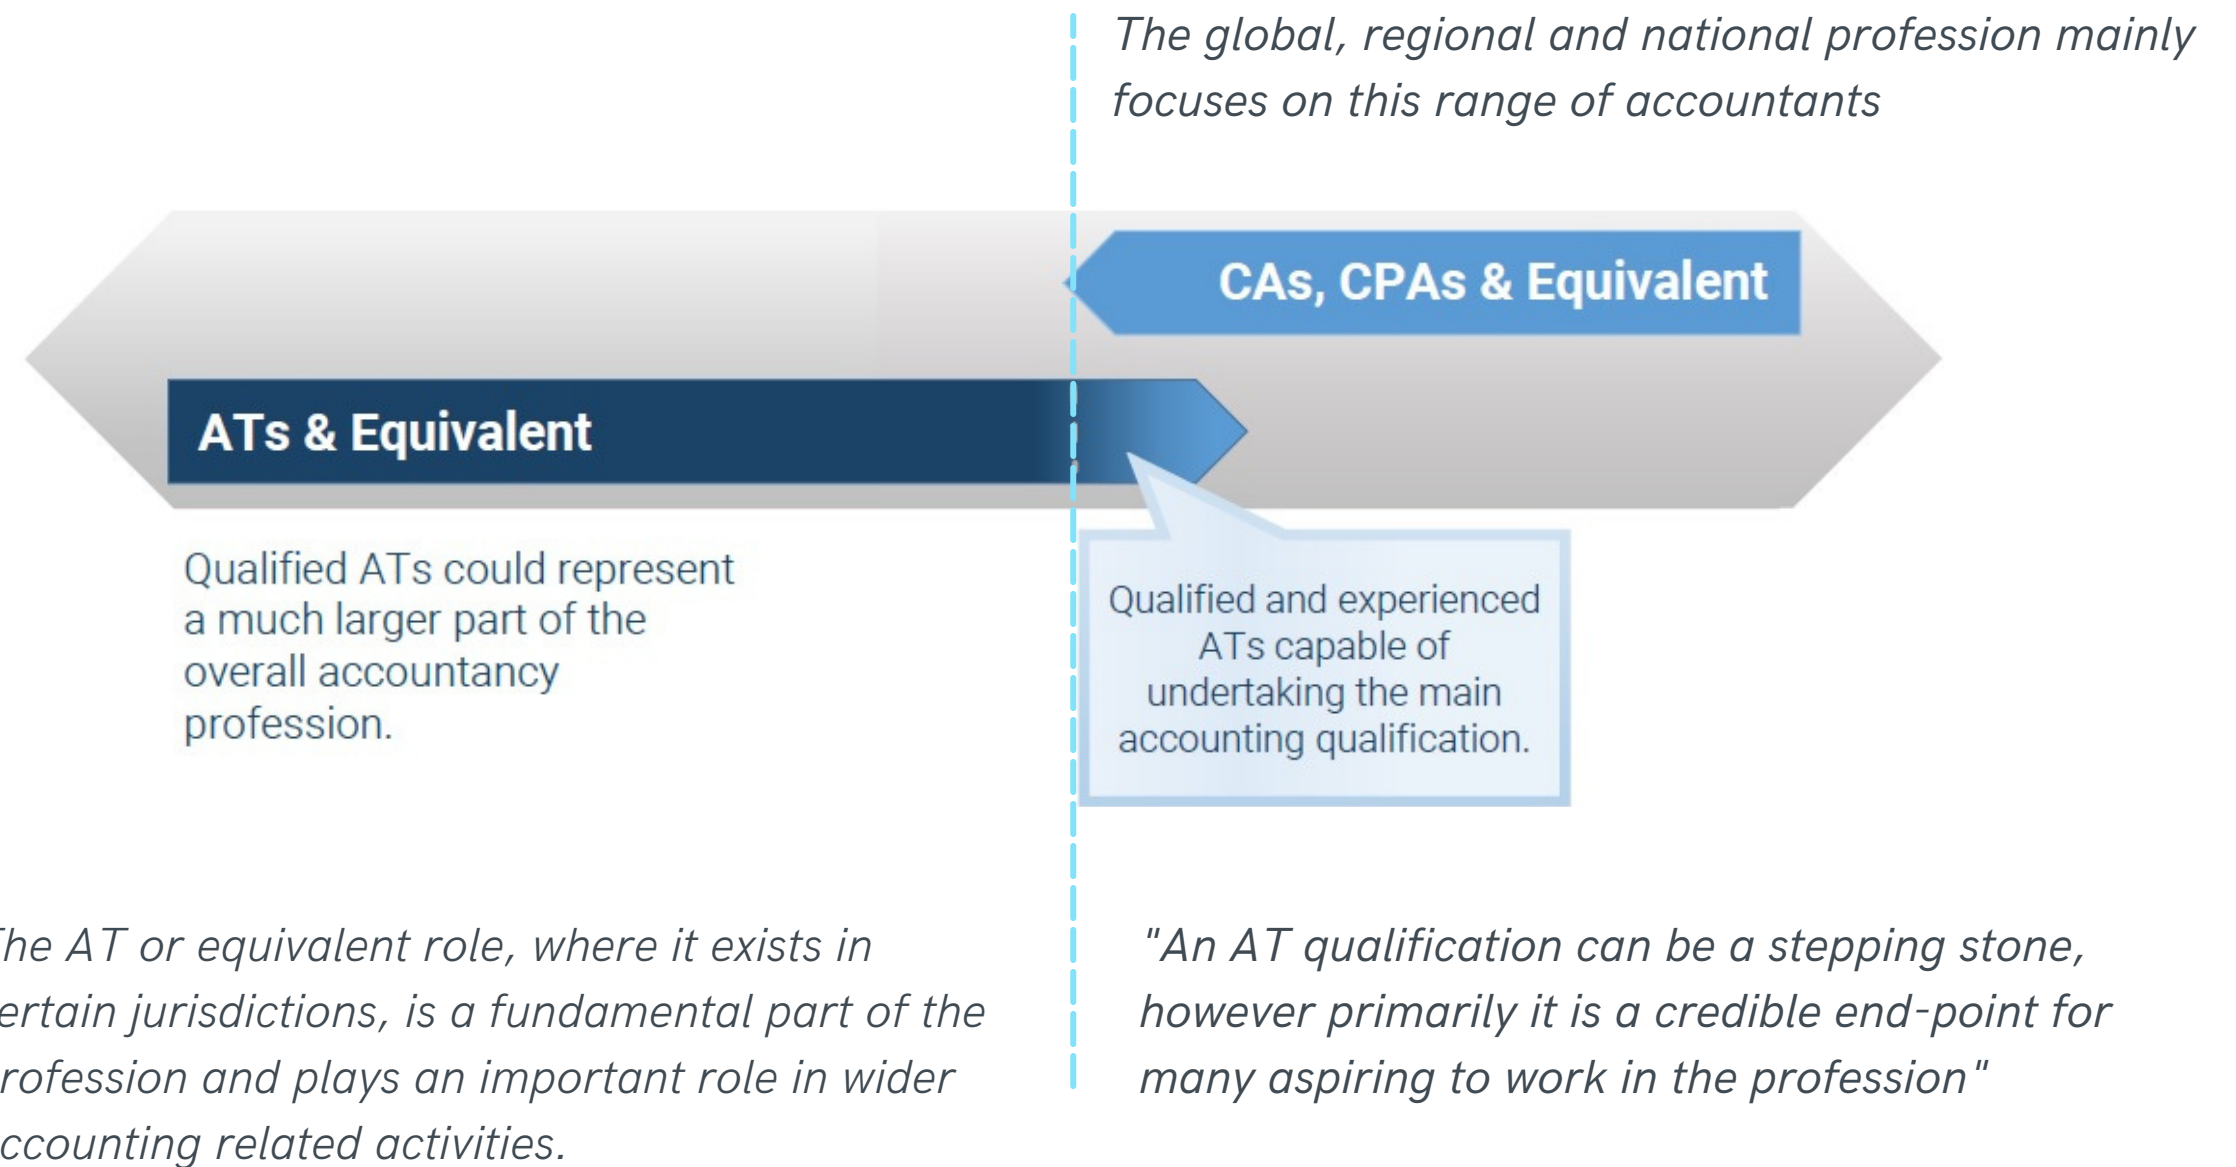 The global, regional and national profession mainly
focuses on this range of accountants
CAs, CPAs & Equivalent
ATs & Equivalent
Qualified ATs could represent
a much larger part of the
overall accountancy
profession.
Qualified and experienced
ATs capable of
undertaking the main
accounting qualification.
The AT or equivalent role, where it exists in
ertain jurisdictions, is a fundamental part of the
rofession and plays an important role in wider
ccounting related activities.
"An AT qualification can be a stepping stone,
however primarily it is a credible end-point for
many aspiring to work in the profession"